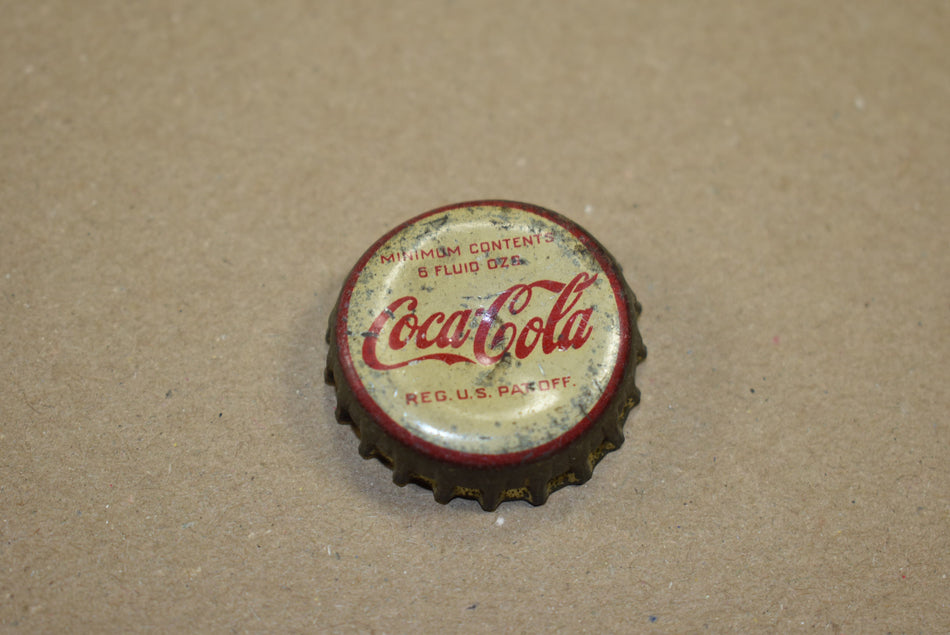 MINIMUM CONTENTS
6 FLUID OZS.
Coca-Cola
REG. U.S. PAT. OFF.